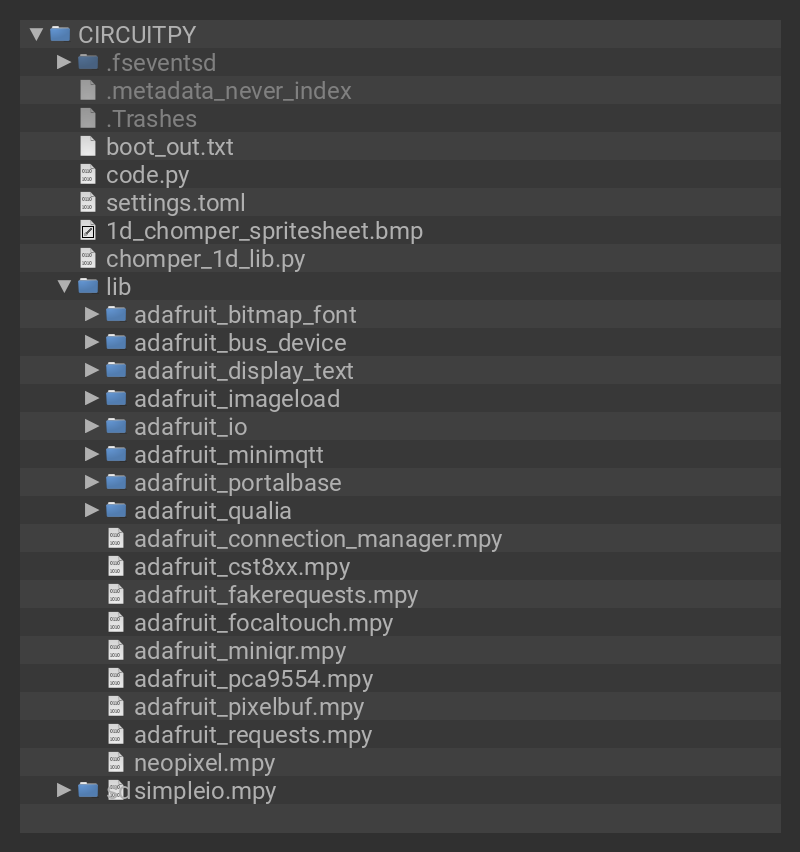 CIRCUITPY
.fseventsd
.metadata_never_index
.Trashes
boot_out.txt
code.py
settings.toml
1d_chomper_spritesheet.bmp
chomper_1d_lib.py
lib
adafruit_bitmap_font
adafruit_bus_device
adafruit_display_text
adafruit_imageload
adafruit_io
adafruit_minimqtt
adafruit_portalbase
adafruit_qualia
adafruit_connection_manager.mpy
adafruit_cst8xx.mpy
adafruit_fakerequests.mpy
adafruit_focaltouch.mpy
adafruit_miniqr.mpy
adafruit_pca9554.mpy
adafruit_pixelbuf.mpy
adafruit_requests.mpy
neopixel.mpy
simpleio.mpy